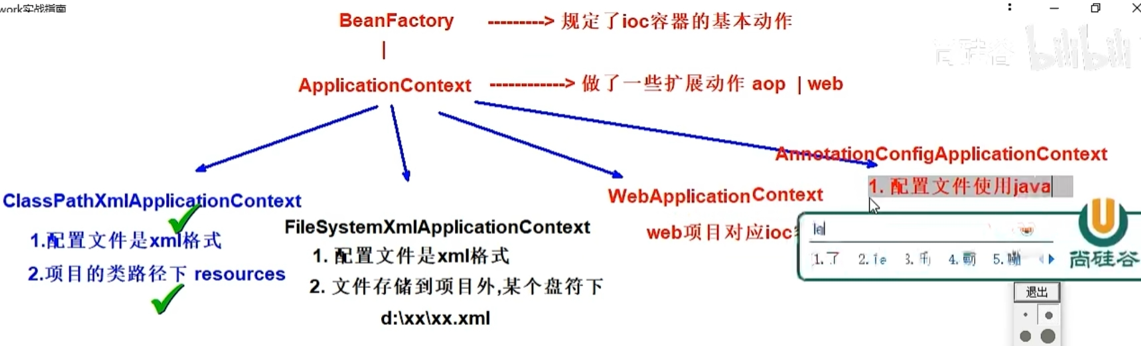 work实战指南
BeanFactory ---------> 规定了ioc容器的基本动作
|
ApplicationContext ------------> 做了一些扩展动作 aop | web
AnnotationConfigApplicationContext
1. 配置文件使用java
ClassPathXmlApplicationContext
1.配置文件是xml格式
2.项目的类路径下 resources
FileSystemXmlApplicationContext
1. 配置文件是xml格式
2. 文件存储到项目外,某个盘符下
d:\xx\xx.xml
WebApplicationContext
web项目对应ioc
1.了 2.le 3.乐 4.勒
尚硅谷
退出
尚硅谷 bilibili